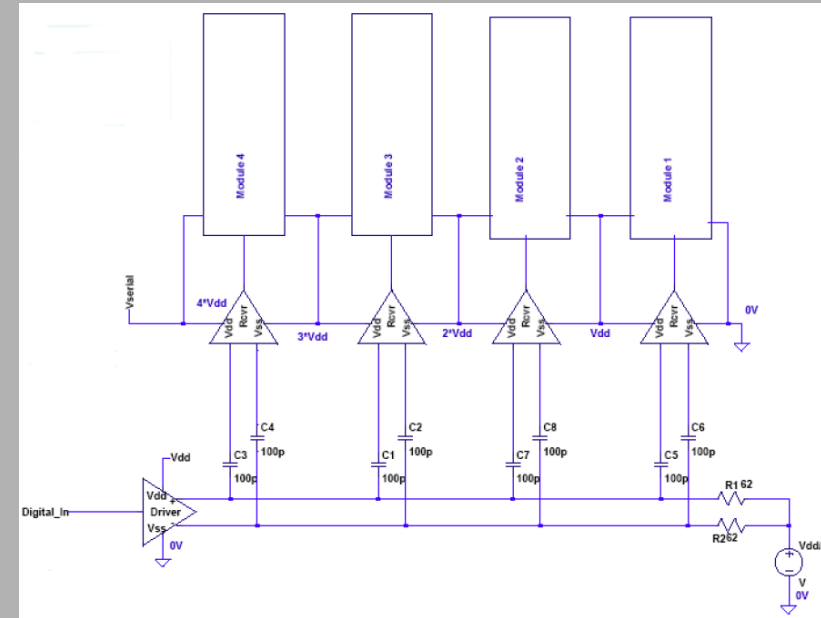 Module 4
Module 3
Module 2
Module 1
Vserial
4*Vdd
3*Vdd
2*Vdd
Vdd
0V
Vdd
Rcvr
Vss
Vdd
Rcvr
Vss
Vdd
Rcvr
Vss
Vdd
Rcvr
Vss
C4
100p
C3
100p
C2
100p
C1
100p
C8
100p
C7
100p
C6
100p
C5
100p
Vdd
Vdd
+
Driver
-
Vss
Digital_In
0V
R1 62
R2 62
+
−
V
0V